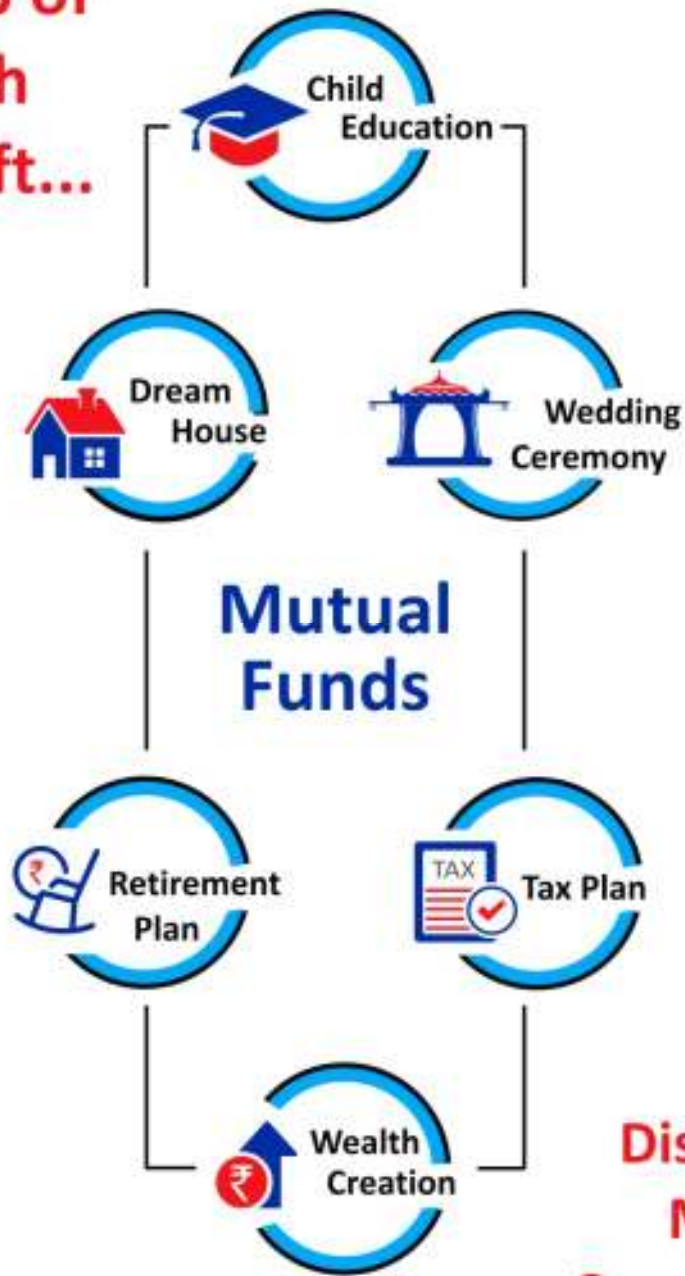 Child
Education
Dream
House
Wedding
Ceremony
Mutual
Funds
₹
Retirement
Plan
TAX
Tax Plan
₹
Wealth
Creation